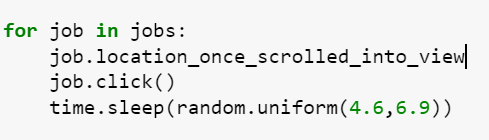 for job in jobs:
    job.location_once_scrolled_into_view
    job.click()
    time.sleep(random.uniform(4.6,6.9))